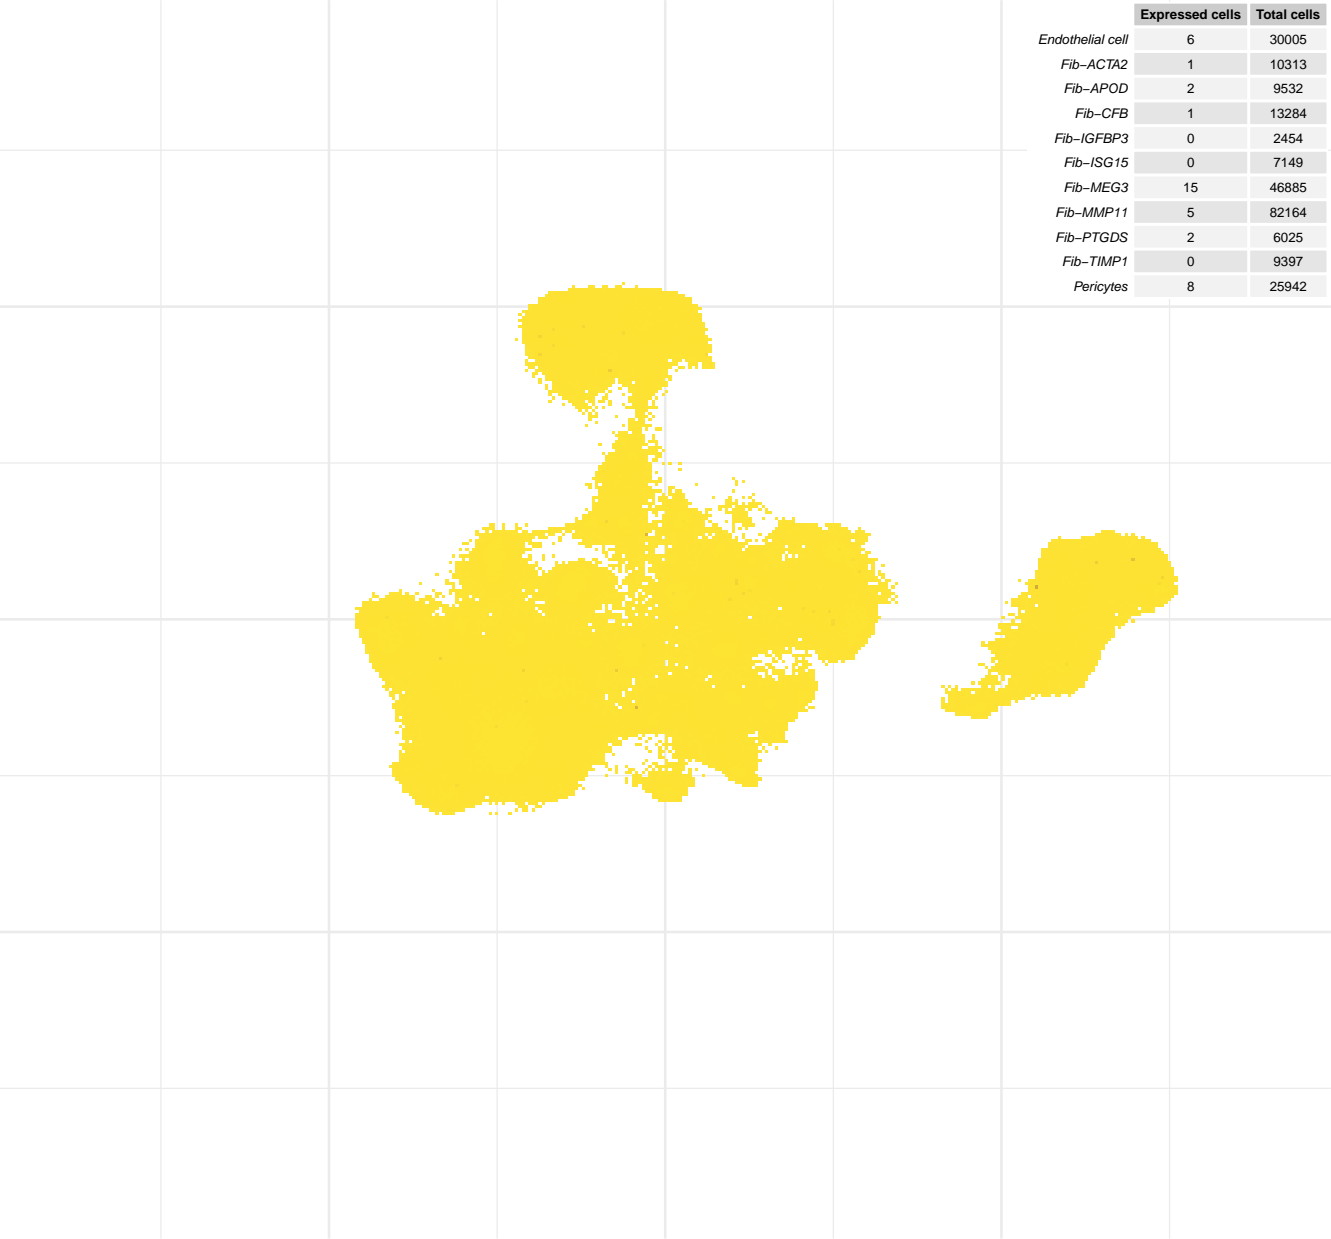 Expressed cells Total cells
Endothelial cell 6 30005
Fib−ACTA2 1 10313
Fib−APOD 2 9532
Fib−CFB 1 13284
Fib−IGFBP3 0 2454
Fib−ISG15 0 7149
Fib−MEG3 15 46885
Fib−MMP11 5 82164
Fib−PTGDS 2 6025
Fib−TIMP1 0 9397
Pericytes 8 25942